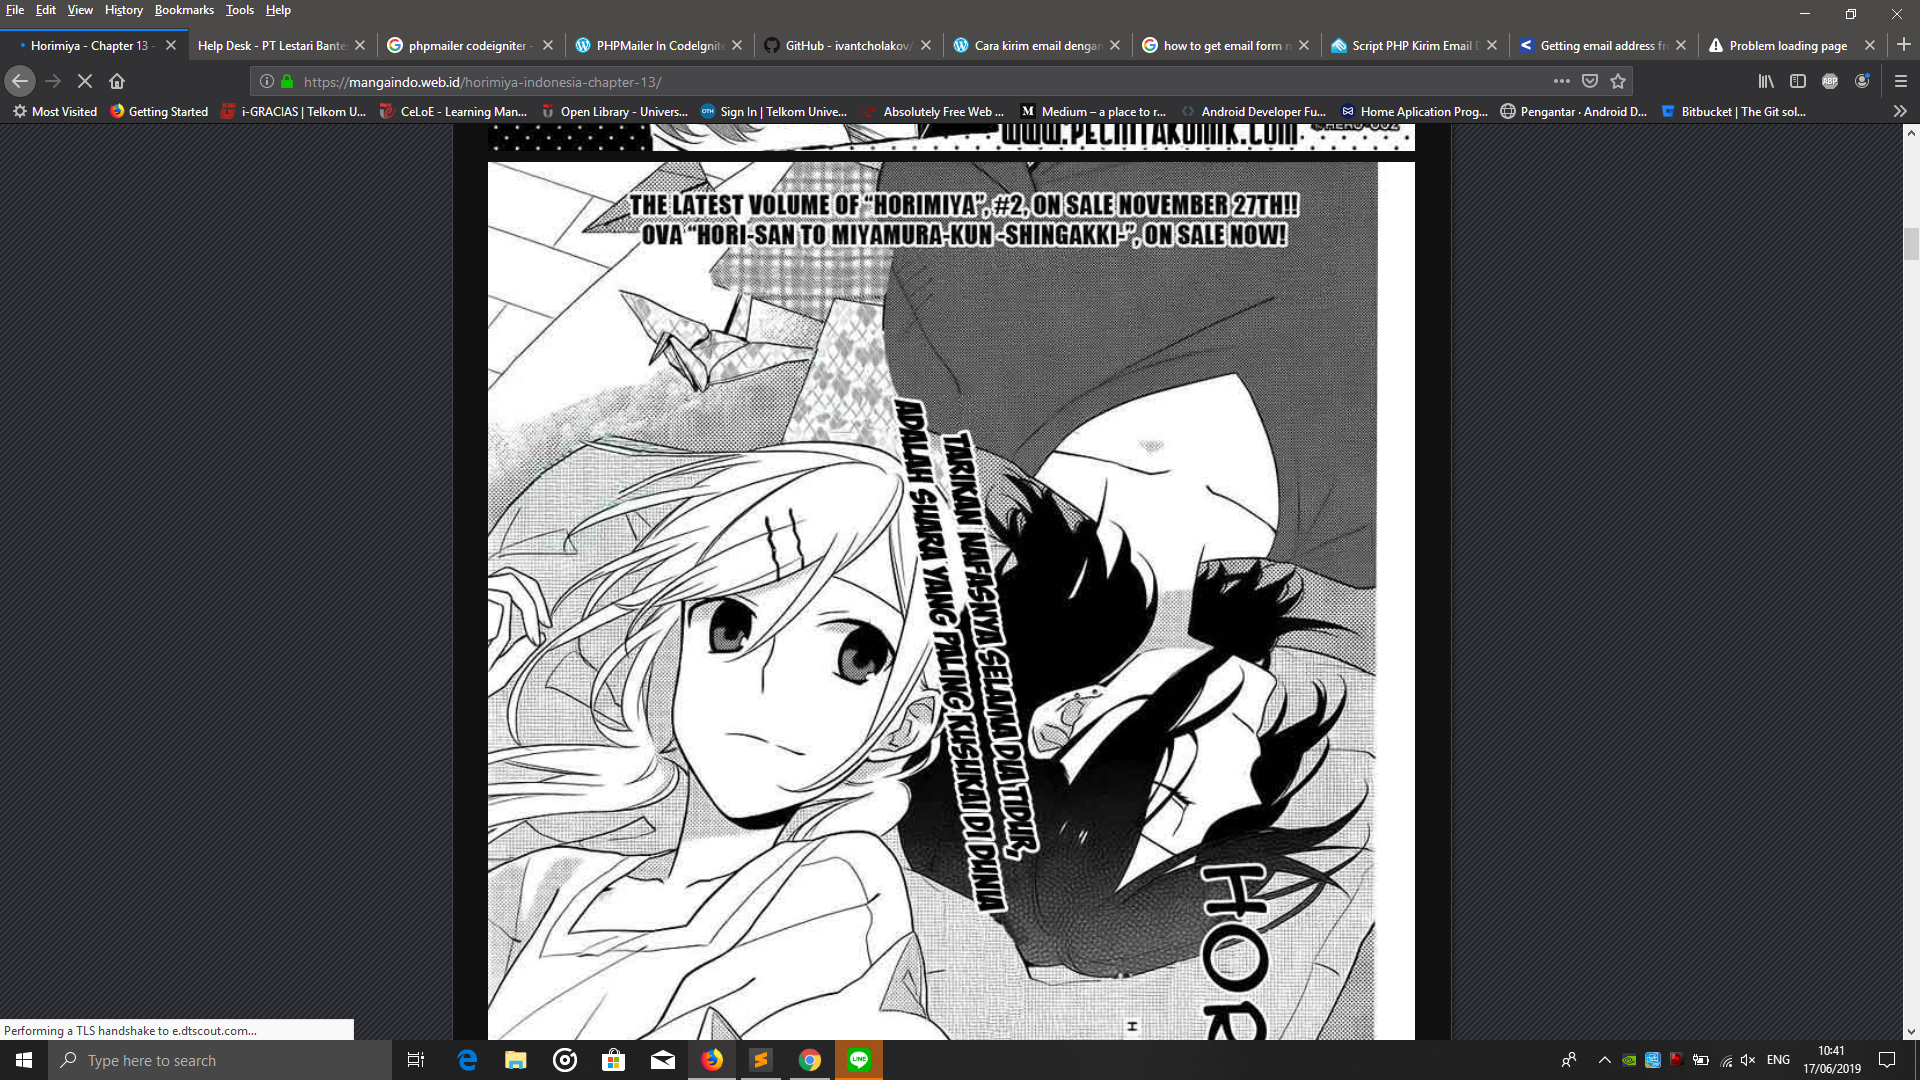 File Edit View History Bookmarks Tools Help
Horimiya - Chapter 13 -
Help Desk - PT Lestari Bante
phpmailer codeigniter -
PHPMailer In CodeIgnite
GitHub - ivantcholakov/
Cara kirim email dengan
how to get email form
Script PHP Kirim Email D
Getting email address fr
Problem loading page
https://mangaindo.web.id/horimiya-indonesia-chapter-13/
ABP
Most Visited
Getting Started
i-GRACIAS | Telkom U...
CeLoE - Learning Man...
Open Library - Univers...
Sign In | Telkom Unive...
Absolutely Free Web ...
Medium – a place to r...
Android Developer Fu...
Home Aplication Prog...
Pengantar · Android D...
Bitbucket | The Git sol...
WWW.PECINTAKOMIK.COM
THE LATEST VOLUME OF “HORIMIYA”, #2, ON SALE NOVEMBER 27TH!!
OVA “HORI-SAN TO MIYAMURA-KUN -SHINGAKKI-”, ON SALE NOW!
TARIKAN NAFASNYA SELAMA DIA TIDUR,
ADALAH SUARA YANG PALING KUSUKAI DI DUNIA
HOR
H
Performing a TLS handshake to e.dtscout.com...
Type here to search
LINE
ENG
10:41
17/06/2019